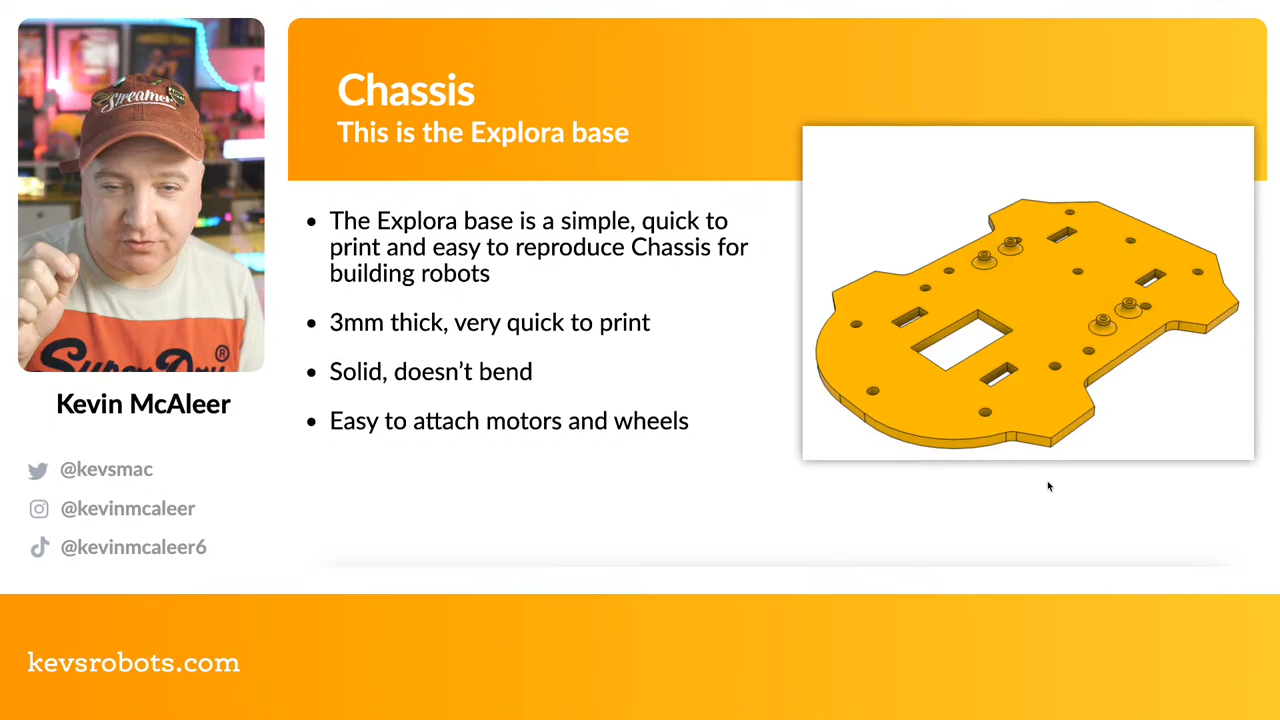 Streamer
SuperDry®
Kevin McAleer
@kevsmac
@kevinmcaleer
@kevinmcaleer6
Chassis
This is the Explora base
• The Explora base is a simple, quick to
print and easy to reproduce Chassis for
building robots
• 3mm thick, very quick to print
• Solid, doesn’t bend
• Easy to attach motors and wheels
kevsrobots.com